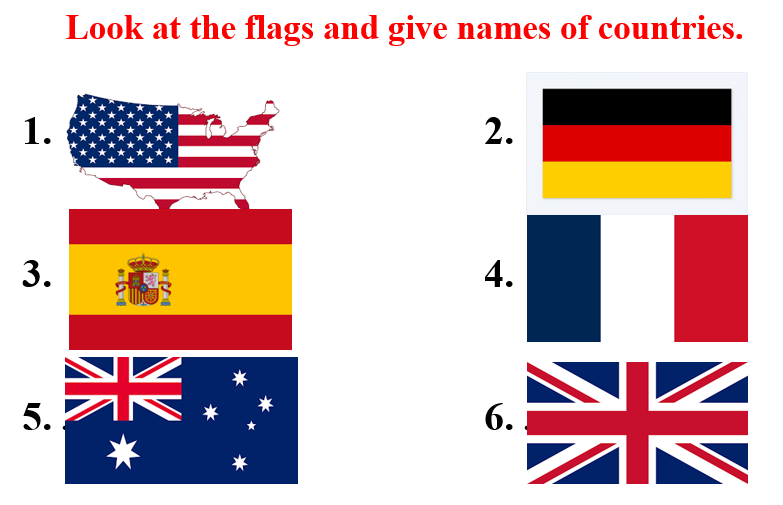 Look at the flags and give names of countries.
1. 2.
3. 4.
5. . 6. .